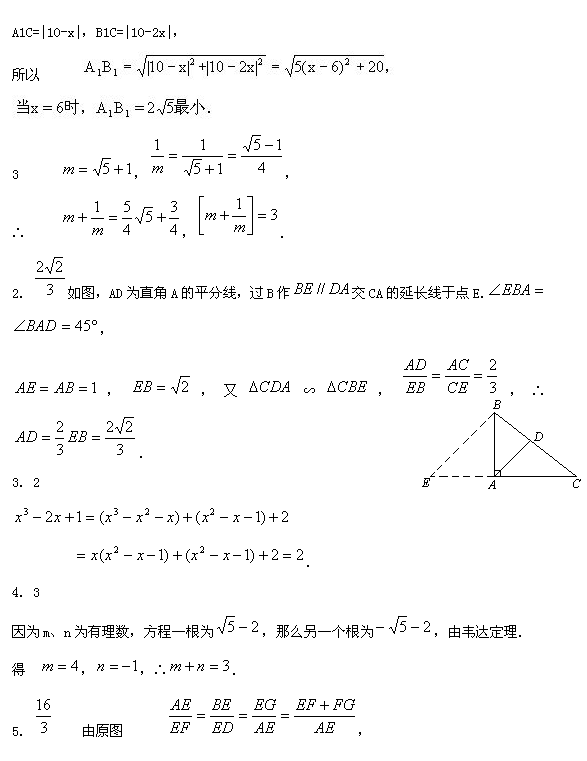 A1C=|10-x|, B1C=|10-2x|,
所以 A₁B₁ = √(|10-x|²+|10-2x|²) = √(5(x-6)²+20),
当x=6时, A₁B₁=2√5最小.
3 m=√5+1, 1/m=1/(√5+1)=(√5-1)/4,
∴ m+1/m=5/4√5+3/4, [m+1/m]=3.
2. 2√2/3 如图, AD为直角A的平分线, 过B作BE∥DA交CA的延长线于点E.∠EBA=
∠BAD=45°,
AE=AB=1, EB=√2, 又 ΔCDA ∽ ΔCBE, AD/EB=AC/CE=2/3, ∴
AD=2/3EB=2√2/3.
B
D
E
A
C
3. 2
x³-2x+1=(x³-x²-x)+(x²-x-1)+2
=x(x²-x-1)+(x²-x-1)+2=2.
4. 3
因为m、n为有理数, 方程一根为√5-2, 那么另一个根为-√5-2, 由韦达定理.
得 m=4, n=-1, ∴m+n=3.
5. 16/3 由原图 AE/EF=BE/ED=EG/AE=(EF+FG)/AE,